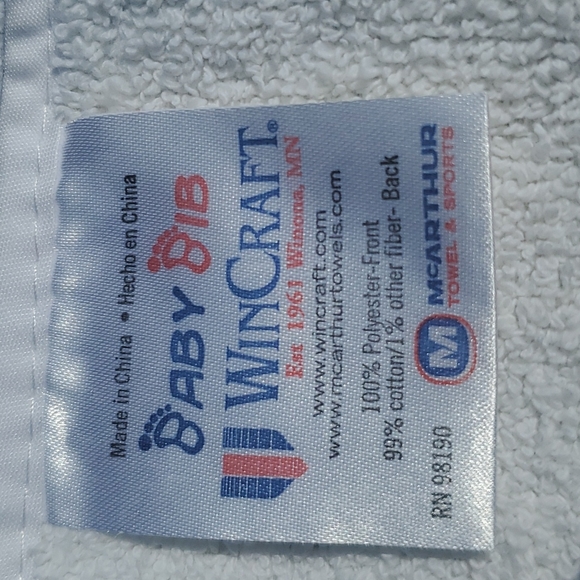 Made in China • Hecho en China
BABY BIB
WINCRAFT®
Est 1961 Winona, MN
www.wincraft.com
www.mcarthurtowels.com
100% Polyester-Front
99% cotton/1% other fiber- Back
RN 98190
M
McARTHUR
TOWEL & SPORTS